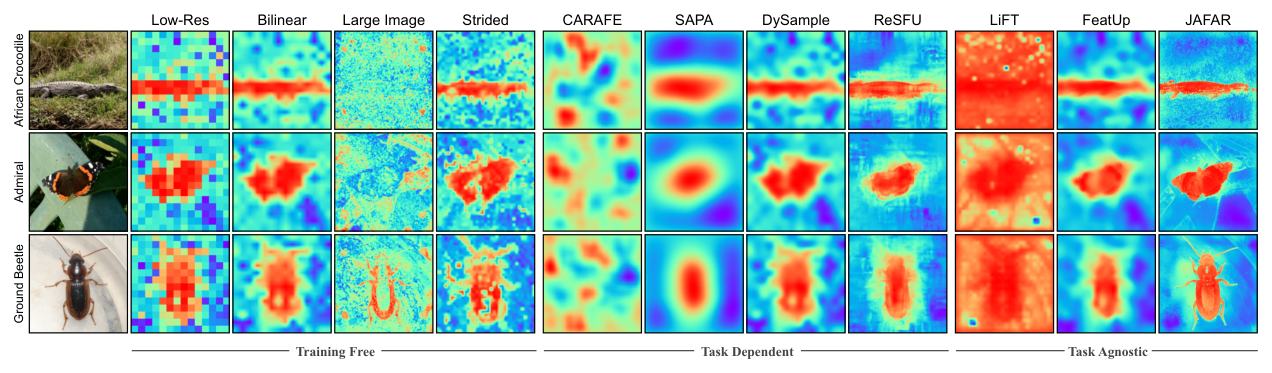 Low-Res Bilinear Large Image Strided CARAFE SAPA DySample ReSFU LiFT FeatUp JAFAR
African Crocodile
Admiral
Ground Beetle
Training Free Task Dependent Task Agnostic